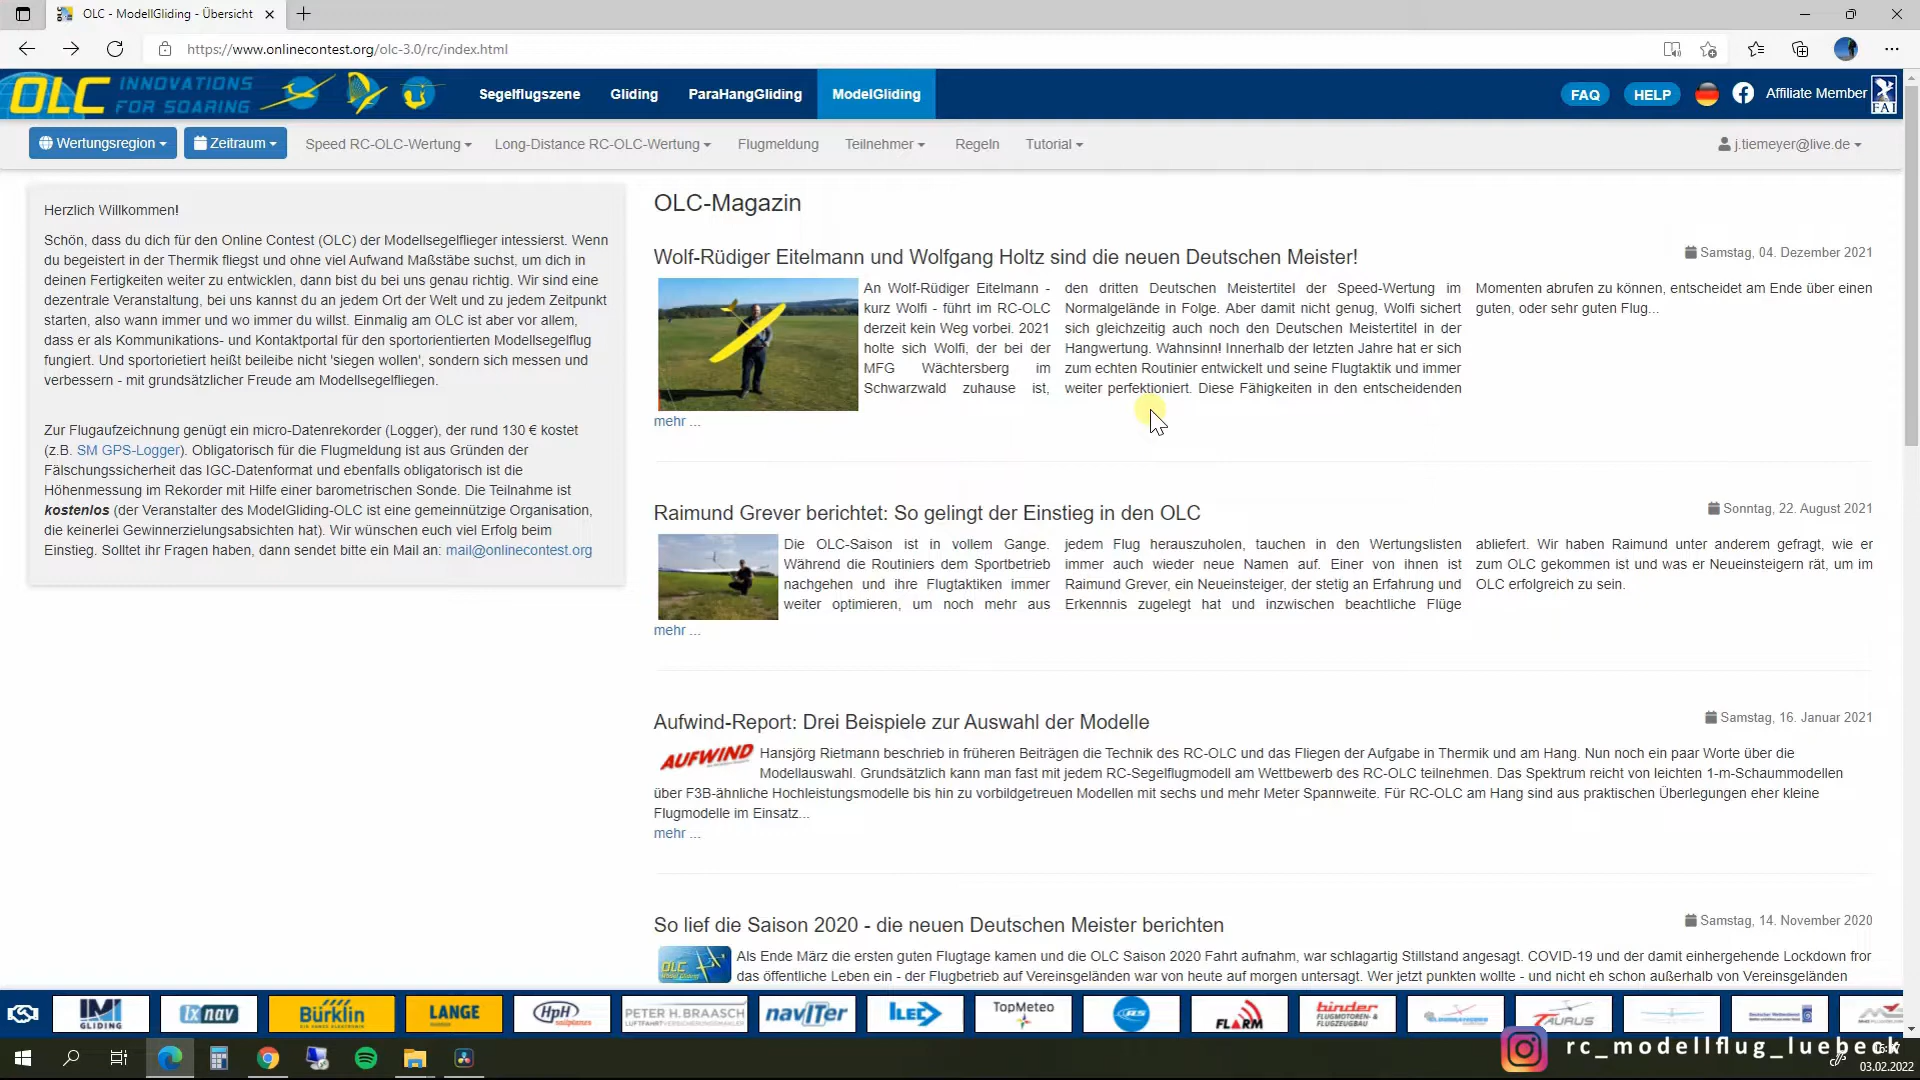 OLC - ModellGliding - Übersicht
https://www.onlinecontest.org/olc-3.0/rc/index.html
OLC INNOVATIONS
FOR SOARING
Segelflugszene Gliding ParaHangGliding ModelGliding
FAQ HELP Affiliate Member FAI
Wertungsregion Zeitraum Speed RC-OLC-Wertung Long-Distance RC-OLC-Wertung Flugmeldung Teilnehmer Regeln Tutorial j.tiemeyer@live.de
Herzlich Willkommen!
Schön, dass du dich für den Online Contest (OLC) der Modellsegelflieger intessierst. Wenn
du begeistert in der Thermik fliegst und ohne viel Aufwand Maßstäbe suchst, um dich in
deinen Fertigkeiten weiter zu entwicklen, dann bist du bei uns genau richtig. Wir sind eine
dezentrale Veranstaltung, bei uns kannst du an jedem Ort der Welt und zu jedem Zeitpunkt
starten, also wann immer und wo immer du willst. Einmalig am OLC ist aber vor allem,
dass er als Kommunikations- und Kontaktportal für den sportorientierten Modellsegelflug
fungiert. Und sportorietiert heißt beileibe nicht 'siegen wollen', sondern sich messen und
verbessern - mit grundsätzlicher Freude am Modellsegelfliegen.
Zur Flugaufzeichnung genügt ein micro-Datenrekorder (Logger), der rund 130 € kostet
(z.B. SM GPS-Logger). Obligatorisch für die Flugmeldung ist aus Gründen der
Fälschungssicherheit das IGC-Datenformat und ebenfalls obligatorisch ist die
Höhenmessung im Rekorder mit Hilfe einer barometrischen Sonde. Die Teilnahme ist
kostenlos (der Veranstalter des ModelGliding-OLC ist eine gemeinnützige Organisation,
die keinerlei Gewinnerzielungsabsichten hat). Wir wünschen euch viel Erfolg beim
Einstieg. Solltet ihr Fragen haben, dann sendet bitte ein Mail an: mail@onlinecontest.org
OLC-Magazin
Wolf-Rüdiger Eitelmann und Wolfgang Holtz sind die neuen Deutschen Meister!
Samstag, 04. Dezember 2021
An Wolf-Rüdiger Eitelmann -
kurz Wolfi - führt im RC-OLC
derzeit kein Weg vorbei. 2021
holte sich Wolfi, der bei der
MFG Wächtersberg im
Schwarzwald zuhause ist,
den dritten Deutschen Meistertitel der Speed-Wertung im
Normalgelände in Folge. Aber damit nicht genug, Wolfi sichert
sich gleichzeitig auch noch den Deutschen Meistertitel in der
Hangwertung. Wahnsinn! Innerhalb der letzten Jahre hat er sich
zum echten Routinier entwickelt und seine Flugtaktik und immer
weiter perfektioniert. Diese Fähigkeiten in den entscheidenden
Momenten abrufen zu können, entscheidet am Ende über einen
guten, oder sehr guten Flug...
mehr ...
Raimund Grever berichtet: So gelingt der Einstieg in den OLC
Sonntag, 22. August 2021
Die OLC-Saison ist in vollem Gange.
Während die Routiniers dem Sportbetrieb
nachgehen und ihre Flugtaktiken immer
weiter optimieren, um noch mehr aus
jedem Flug herauszuholen, tauchen in den Wertungslisten
immer auch wieder neue Namen auf. Einer von ihnen ist
Raimund Grever, ein Neueinsteiger, der stetig an Erfahrung und
Erkennnis zugelegt hat und inzwischen beachtliche Flüge
abliefert. Wir haben Raimund unter anderem gefragt, wie er
zum OLC gekommen ist und was er Neueinsteigern rät, um im
OLC erfolgreich zu sein.
mehr ...
Aufwind-Report: Drei Beispiele zur Auswahl der Modelle
Samstag, 16. Januar 2021
AUFWIND
Hansjörg Rietmann beschrieb in früheren Beiträgen die Technik des RC-OLC und das Fliegen der Aufgabe in Thermik und am Hang. Nun noch ein paar Worte über die
Modellauswahl. Grundsätzlich kann man fast mit jedem RC-Segelflugmodell am Wettbewerb des RC-OLC teilnehmen. Das Spektrum reicht von leichten 1-m-Schaummodellen
über F3B-ähnliche Hochleistungsmodelle bis hin zu vorbildgetreuen Modellen mit sechs und mehr Meter Spannweite. Für RC-OLC am Hang sind aus praktischen Überlegungen eher kleine
Flugmodelle im Einsatz...
mehr ...
So lief die Saison 2020 - die neuen Deutschen Meister berichten
Samstag, 14. November 2020
OLC
Als Ende März die ersten guten Flugtage kamen und die OLC Saison 2020 Fahrt aufnahm, war schlagartig Stillstand angesagt. COVID-19 und der damit einhergehende Lockdown fror
das öffentliche Leben ein - der Flugbetrieb auf Vereinsgeländen war von heute auf morgen untersagt. Wer jetzt punkten wollte - und nicht eh schon außerhalb von Vereinsgeländen
IMI GLIDING
lx nav
Bürklin
LANGE
HpH sailplanes
PETER H. BRAASCH
LUFTFAHRTVERSICHERUNGSMAKLER
navITer
ILEC
TopMeteo
FLARM
binder
FLUGMOTOREN- & FLUGZEUGBAU
TAURUS
rc_modellflug_luebeck
03.02.2022